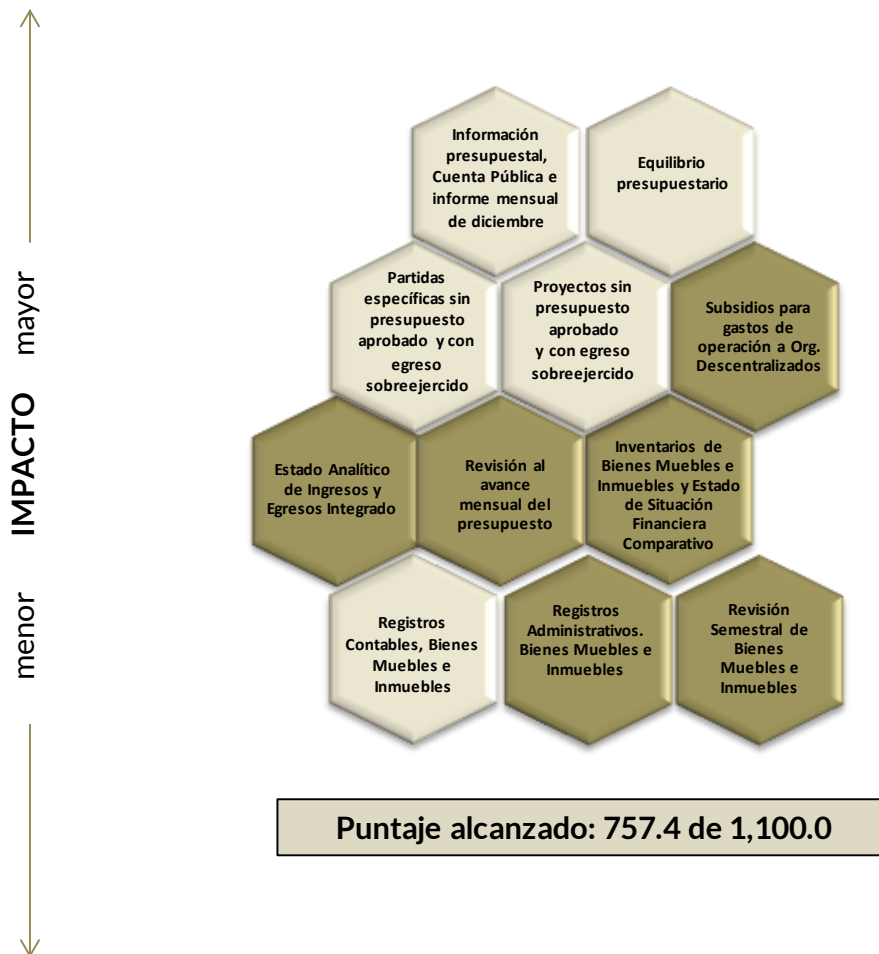 Información
presupuestal,
Cuenta Pública e
informe mensual
de diciembre
Equilibrio
presupuestario
Partidas
específicas sin
presupuesto
aprobado y con
egreso
sobreejercido
Proyectos sin
presupuesto
aprobado
y con egreso
sobreejercido
Subsidios para
gastos de
operación a Org.
Descentralizados
Estado Analítico
de Ingresos y
Egresos Integrado
Revisión al
avance
mensual del
presupuesto
Inventarios de
Bienes Muebles e
Inmuebles y Estado
de Situación
Financiera
Comparativo
Registros
Contables, Bienes
Muebles e
Inmuebles
Registros
Administrativos.
Bienes Muebles e
Inmuebles
Revisión
Semestral de
Bienes
Muebles e
Inmuebles
menor IMPACTO mayor
Puntaje alcanzado: 757.4 de 1,100.0